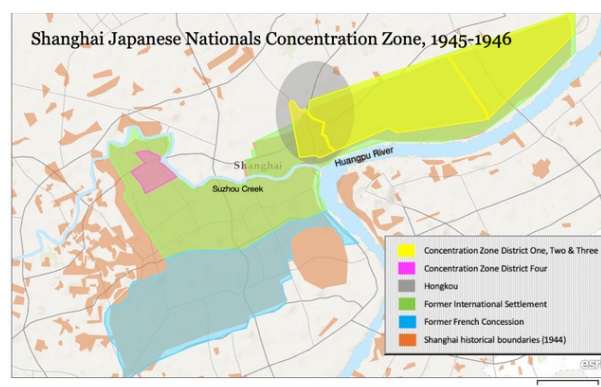 Shanghai Japanese Nationals Concentration Zone, 1945-1946
Shanghai
Huangpu River
Suzhou Creek
Concentration Zone District One, Two & Three
Concentration Zone District Four
Hongkou
Former International Settlement
Former French Concession
Shanghai historical boundaries (1944)
esri